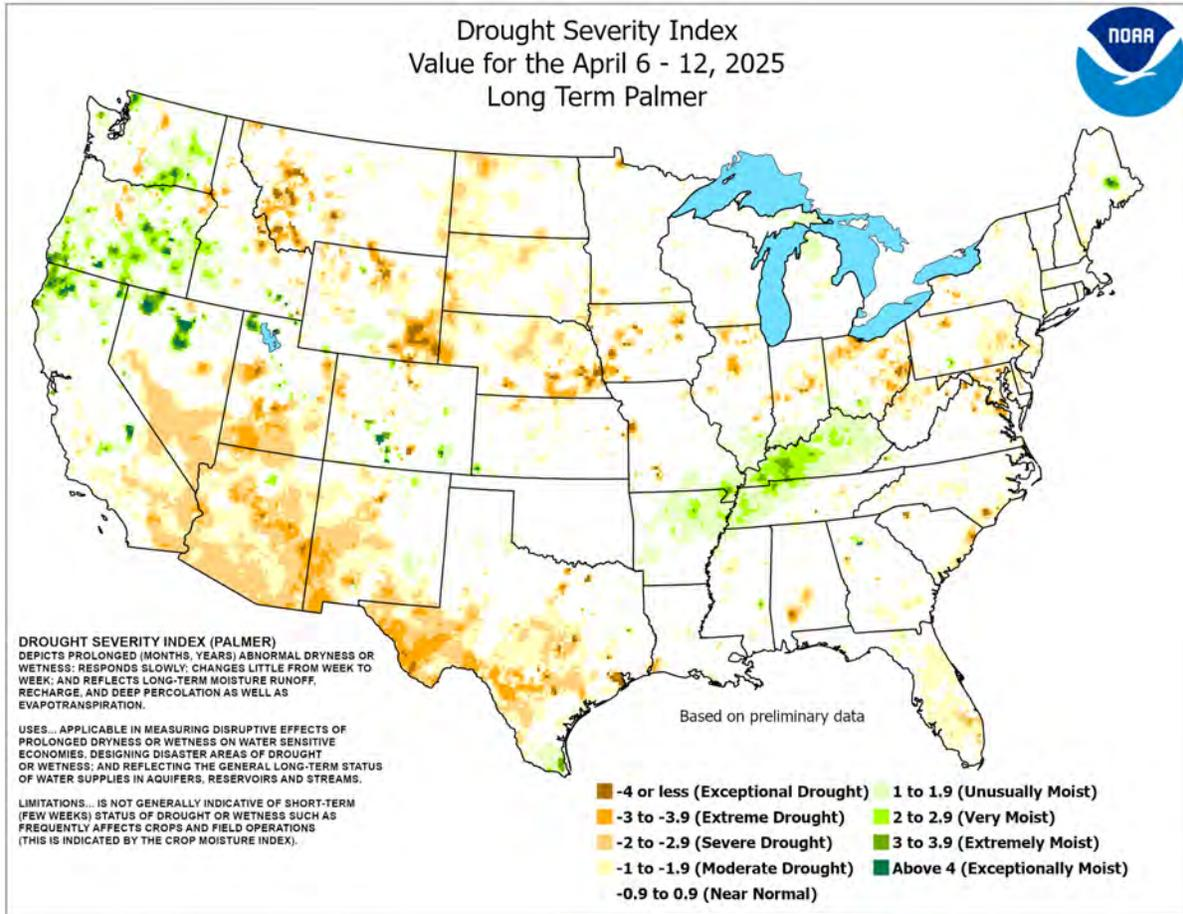 Drought Severity Index
Value for the April 6 - 12, 2025
Long Term Palmer
NOAA
DROUGHT SEVERITY INDEX (PALMER)
DEPICTS PROLONGED (MONTHS, YEARS) ABNORMAL DRYNESS OR
WETNESS; RESPONDS SLOWLY; CHANGES LITTLE FROM WEEK TO
WEEK; AND REFLECTS LONG-TERM MOISTURE RUNOFF,
RECHARGE, AND DEEP PERCOLATION AS WELL AS
EVAPOTRANSPIRATION.
USES... APPLICABLE IN MEASURING DISRUPTIVE EFFECTS OF
PROLONGED DRYNESS OR WETNESS ON WATER SENSITIVE
ECONOMIES, DESIGNING DISASTER AREAS OF DROUGHT
OR WETNESS; AND REFLECTING THE GENERAL LONG-TERM STATUS
OF WATER SUPPLIES IN AQUIFERS, RESERVOIRS AND STREAMS.
LIMITATIONS... IS NOT GENERALLY INDICATIVE OF SHORT-TERM
(FEW WEEKS) STATUS OF DROUGHT OR WETNESS SUCH AS
FREQUENTLY AFFECTS CROPS AND FIELD OPERATIONS
(THIS IS INDICATED BY THE CROP MOISTURE INDEX).
Based on preliminary data
-4 or less (Exceptional Drought)
-3 to -3.9 (Extreme Drought)
-2 to -2.9 (Severe Drought)
-1 to -1.9 (Moderate Drought)
-0.9 to 0.9 (Near Normal)
1 to 1.9 (Unusually Moist)
2 to 2.9 (Very Moist)
3 to 3.9 (Extremely Moist)
Above 4 (Exceptionally Moist)